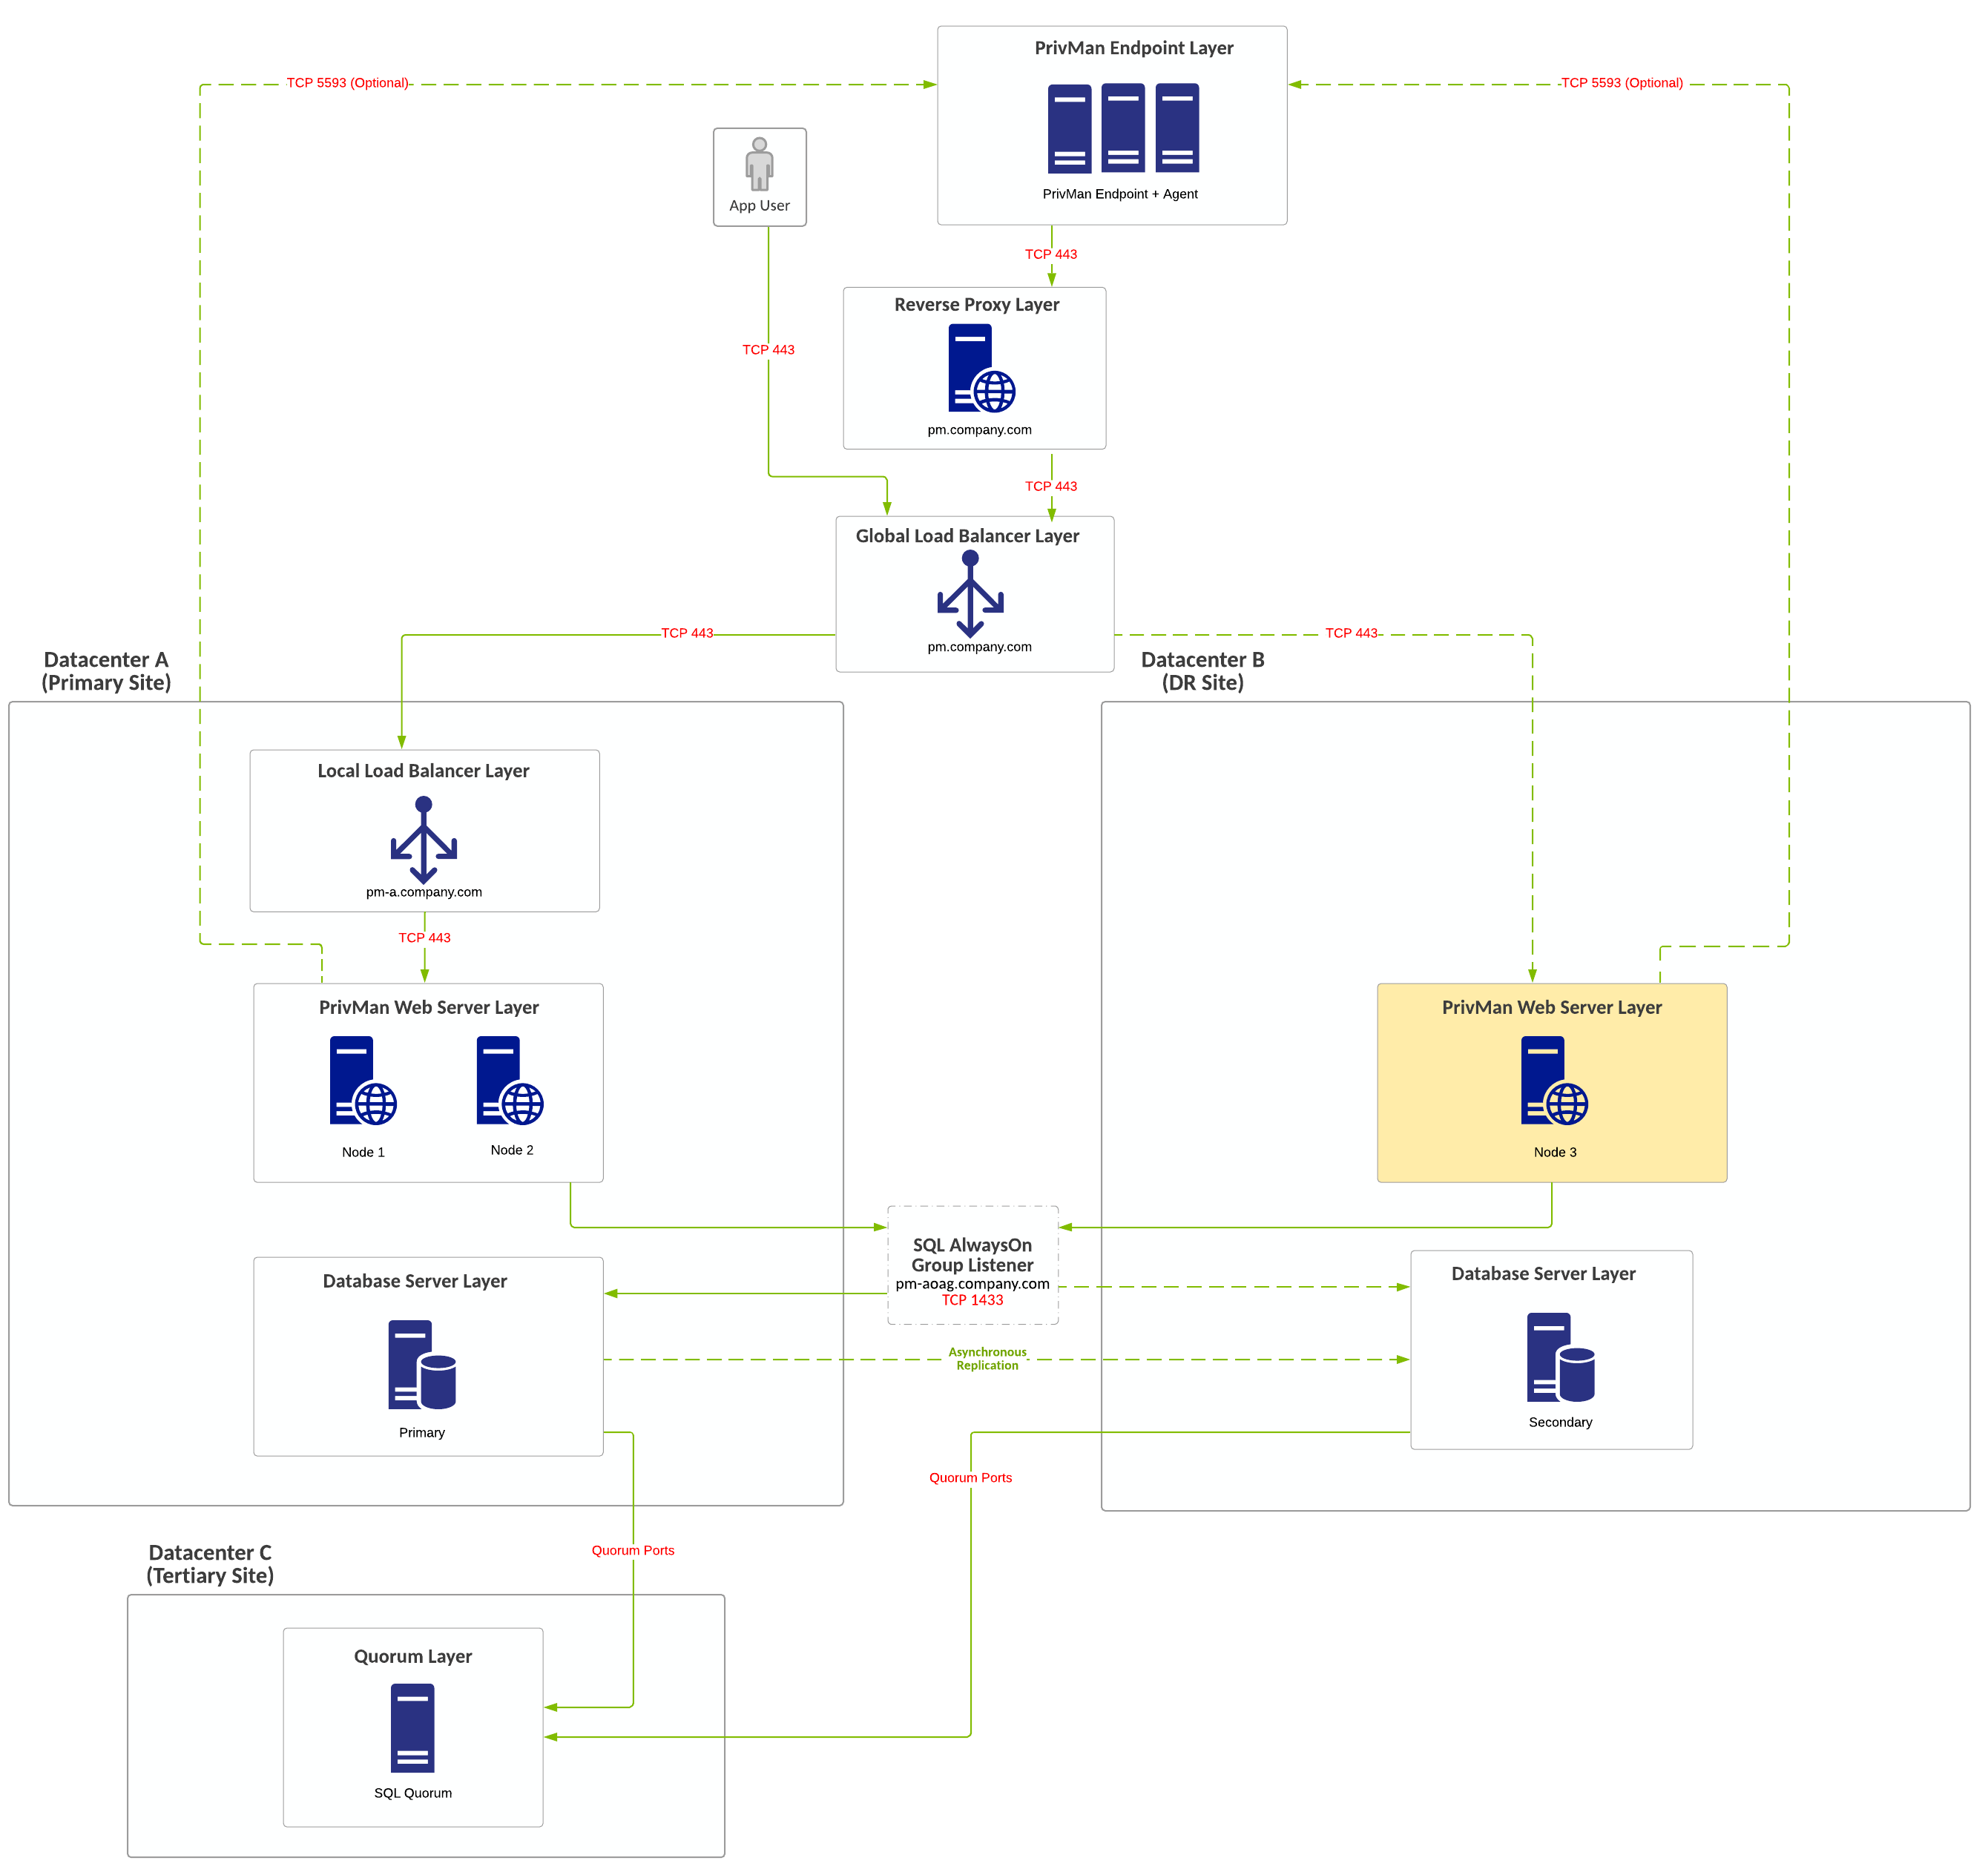 PrivMan Endpoint Layer
TCP 5593 (Optional)
TCP 5593 (Optional)
PrivMan Endpoint + Agent
App User
TCP 443
Reverse Proxy Layer
TCP 443
pm.company.com
TCP 443
Global Load Balancer Layer
pm.company.com
TCP 443
TCP 443
Datacenter A
(Primary Site)
Datacenter B
(DR Site)
Local Load Balancer Layer
pm-a.company.com
TCP 443
PrivMan Web Server Layer
Node 1
Node 2
PrivMan Web Server Layer
Node 3
SQL AlwaysOn
Group Listener
pm-aoag.company.com
TCP 1433
Database Server Layer
Primary
Database Server Layer
Secondary
Asynchronous
Replication
Quorum Ports
Quorum Ports
Datacenter C
(Tertiary Site)
Quorum Layer
SQL Quorum